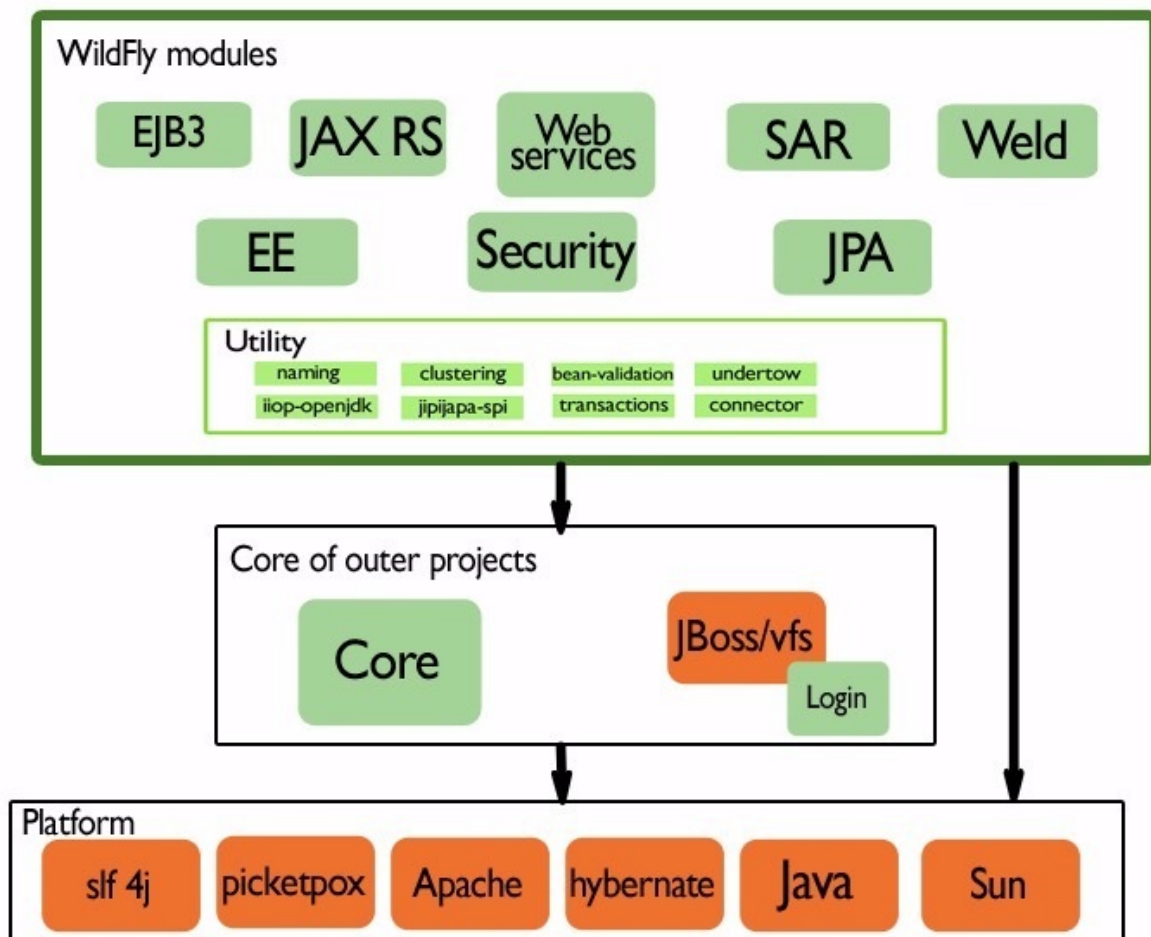 WildFly modules
EJB3
JAX RS
Web
services
SAR
Weld
EE
Security
JPA
Utility
naming
clustering
bean-validation
undertow
iiop-openjdk
jipijapa-spi
transactions
connector
Core of outer projects
Core
JBoss/vfs
Login
Platform
slf 4j
picketpox
Apache
hybernate
Java
Sun